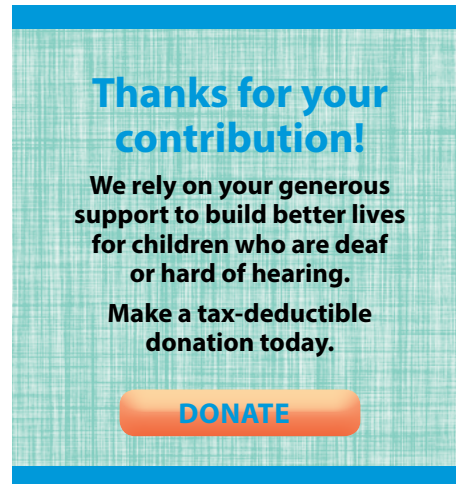 Thanks for your
contribution!
We rely on your generous
support to build better lives
for children who are deaf
or hard of hearing.
Make a tax-deductible
donation today.
DONATE